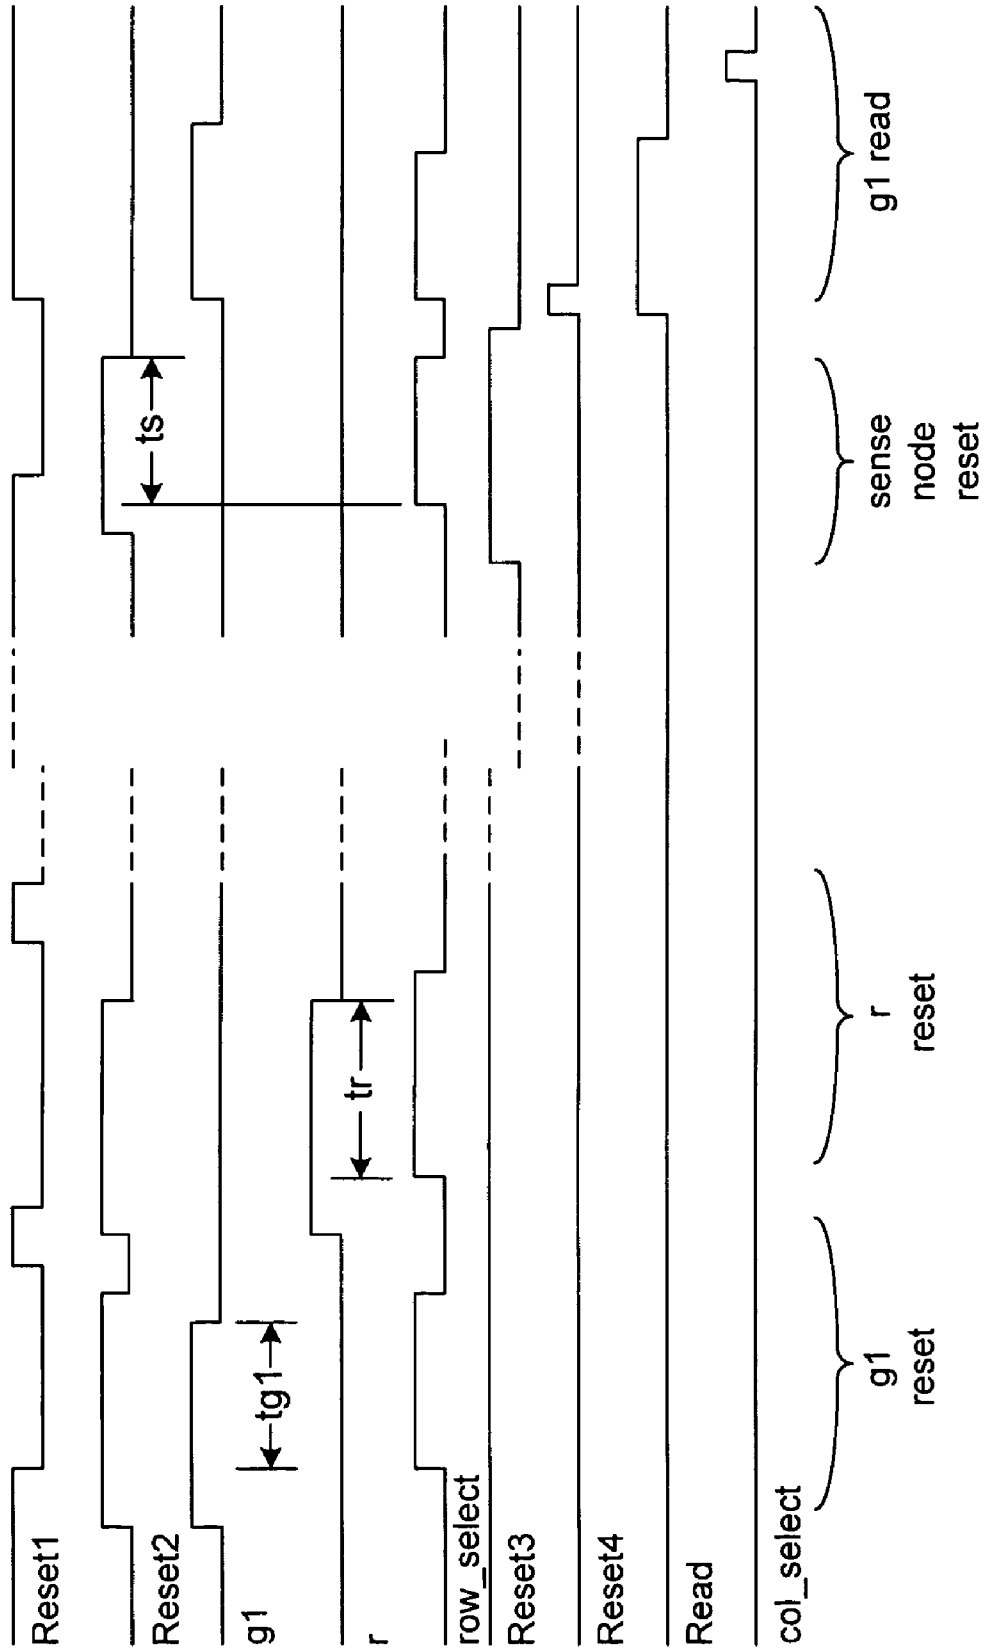 Reset1
Reset2
g1
r
row_select
Reset3
Reset4
Read
col_select
tg1
tr
ts
g1
reset
r
reset
sense
node
reset
g1 read